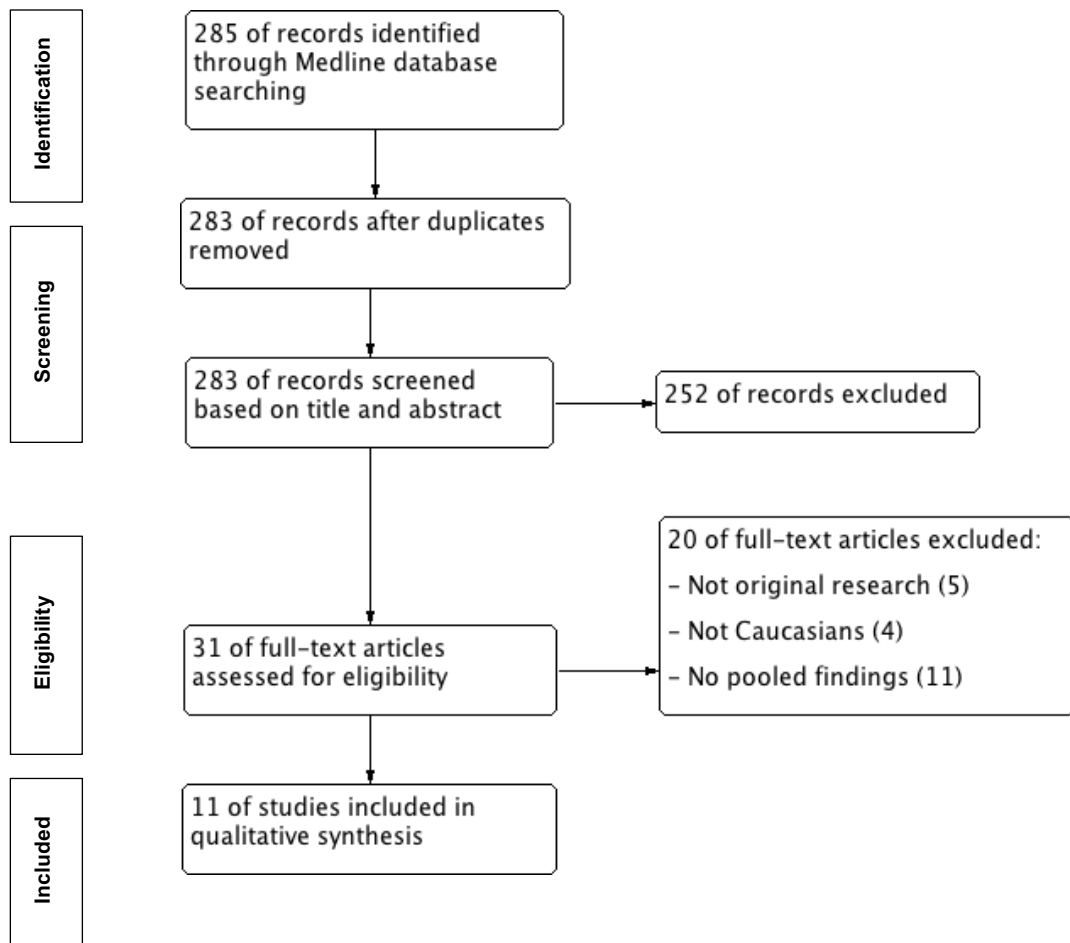 Identification
285 of records identified
through Medline database
searching
283 of records after duplicates
removed
Screening
283 of records screened
based on title and abstract
252 of records excluded
Eligibility
31 of full-text articles
assessed for eligibility
20 of full-text articles excluded:
- Not original research (5)
- Not Caucasians (4)
- No pooled findings (11)
Included
11 of studies included in
qualitative synthesis